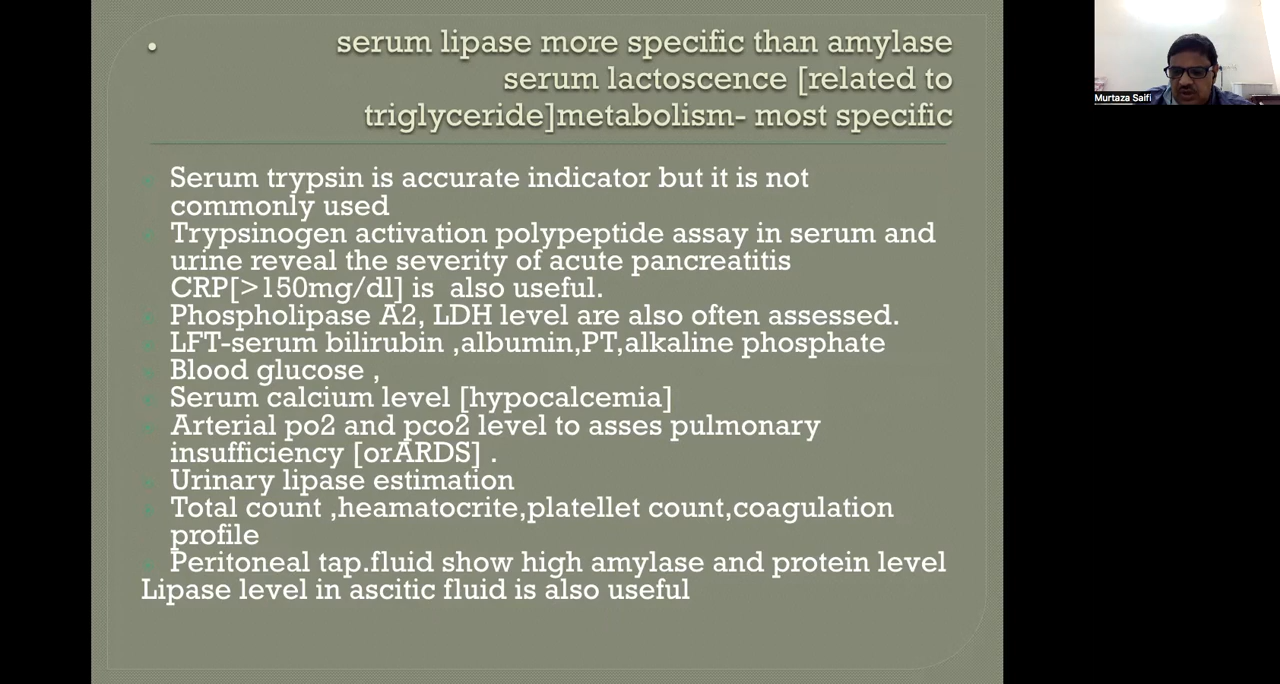 serum lipase more specific than amylase
serum lactoscence [related to
triglyceride]metabolism- most specific
Serum trypsin is accurate indicator but it is not
commonly used
Trypsinogen activation polypeptide assay in serum and
urine reveal the severity of acute pancreatitis
CRP[>150mg/dl] is also useful.
Phospholipase A2, LDH level are also often assessed.
LFT-serum bilirubin ,albumin,PT,alkaline phosphate
Blood glucose ,
Serum calcium level [hypocalcemia]
Arterial po2 and pco2 level to asses pulmonary
insufficiency [orARDS] .
Urinary lipase estimation
Total count ,heamatocrite,platellet count,coagulation
profile
Peritoneal tap.fluid show high amylase and protein level
Lipase level in ascitic fluid is also useful
Murtaza Saifi